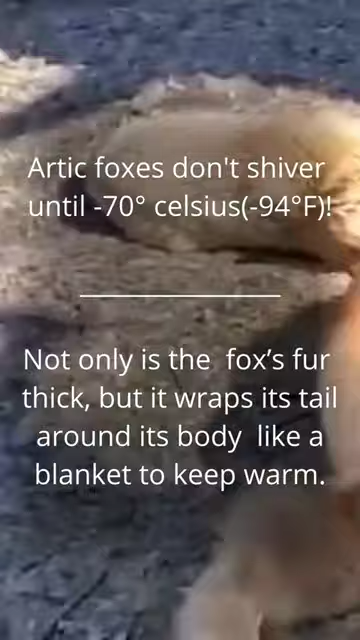 Artic foxes don't shiver
until -70° celsius(-94°F)!
Not only is the  fox’s fur
thick, but it wraps its tail
around its body  like a
blanket to keep warm.